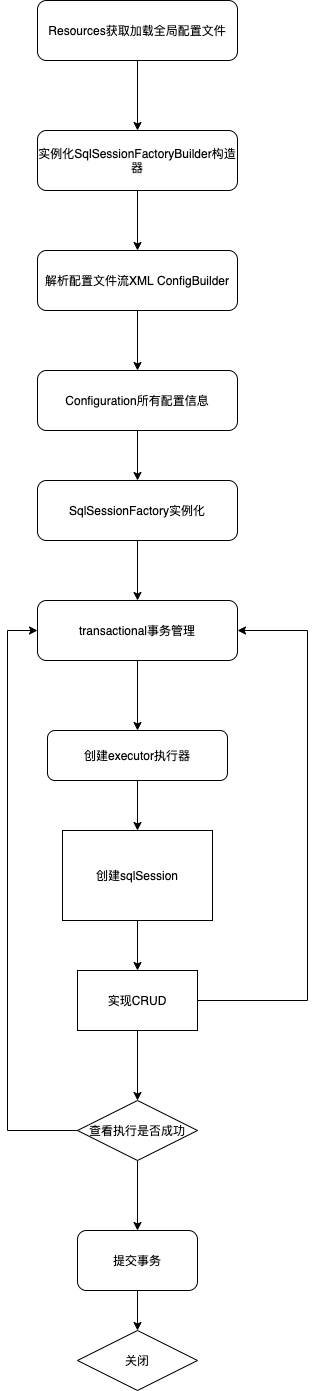 Resources获取加载全局配置文件
实例化SqlSessionFactoryBuilder构造
器
解析配置文件流XML ConfigBuilder
Configuration所有配置信息
SqlSessionFactory实例化
transactional事务管理
创建executor执行器
创建sqlSession
实现CRUD
查看执行是否成功
提交事务
关闭